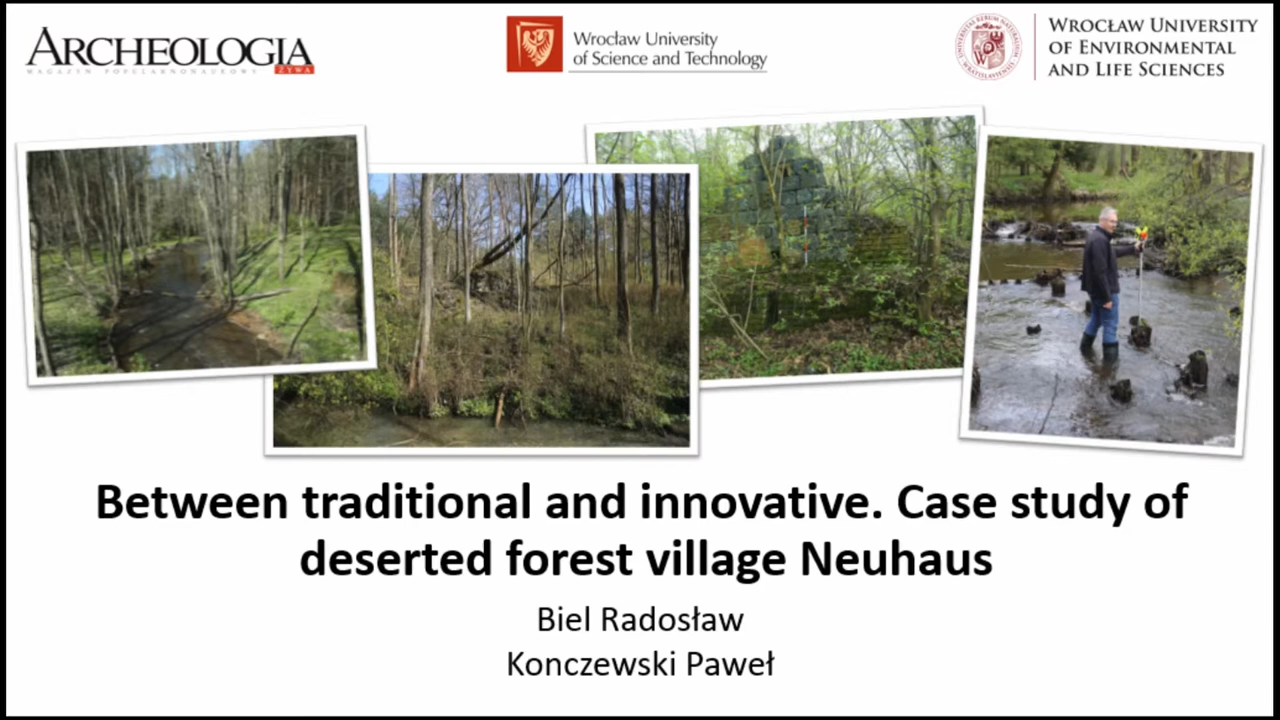 ARCHEOLOGIA
MAGAZYN POPULARNONAUKOWY ŻYWA
Wrocław University
of Science and Technology
WROCŁAW UNIVERSITY
OF ENVIRONMENTAL
AND LIFE SCIENCES
Between traditional and innovative. Case study of
deserted forest village Neuhaus
Biel Radosław
Konczewski Paweł